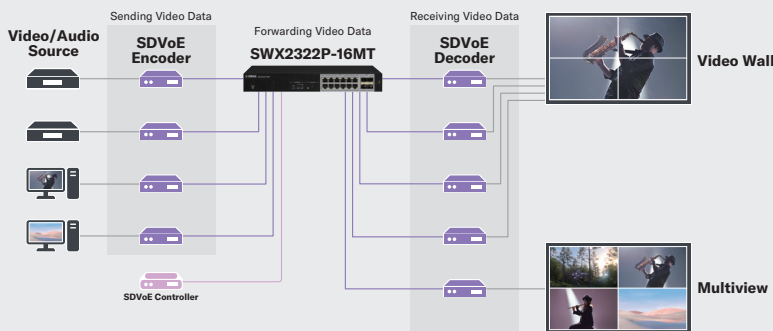 Sending Video Data
Forwarding Video Data
Receiving Video Data
Video/Audio
Source
SDVoE
Encoder
SWX2322P-16MT
SDVoE
Decoder
Video Wall
SDVoE Controller
Multiview